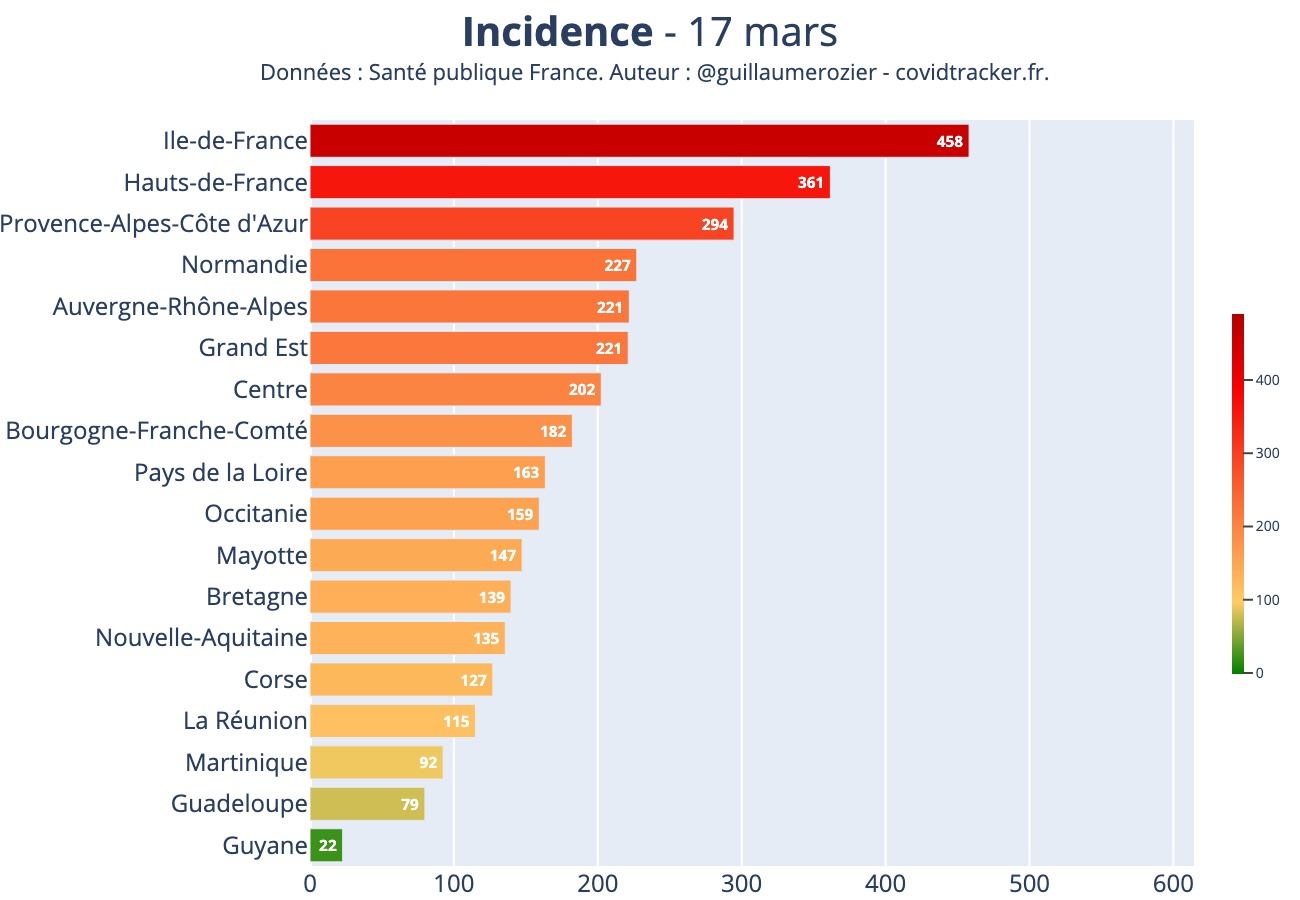 Incidence - 17 mars
Données : Santé publique France. Auteur : @guillaumerozier - covidtracker.fr.
Ile-de-France 458
Hauts-de-France 361
Provence-Alpes-Côte d'Azur 294
Normandie 227
Auvergne-Rhône-Alpes 221
Grand Est 221
Centre 202
Bourgogne-Franche-Comté 182
Pays de la Loire 163
Occitanie 159
Mayotte 147
Bretagne 139
Nouvelle-Aquitaine 135
Corse 127
La Réunion 115
Martinique 92
Guadeloupe 79
Guyane 22
0 100 200 300 400 500 600
400
300
200
100
0